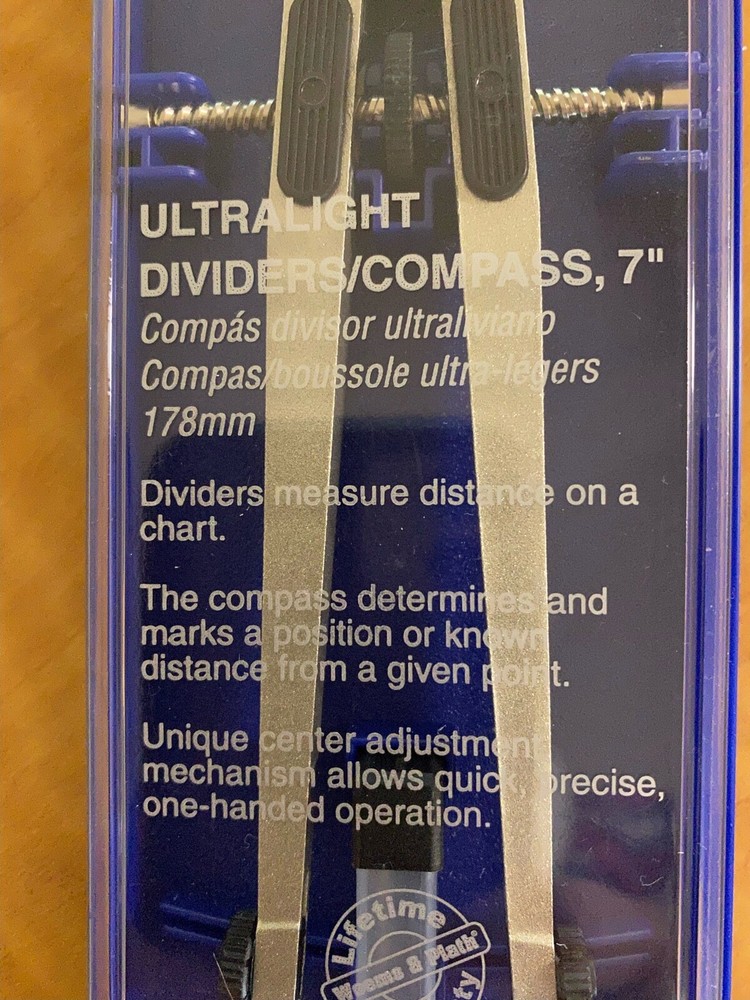 ULTRALIGHT
DIVIDERS/COMPASS, 7"
Compás divisor ultraliviano
Compas/boussole ultra-légers
178mm
Dividers measure distance on a
chart.
The compass determines and
marks a position or known
distance from a given point.
Unique center adjustment
mechanism allows quick, precise,
one-handed operation.
Lifetime
Weems & Plath®
ty